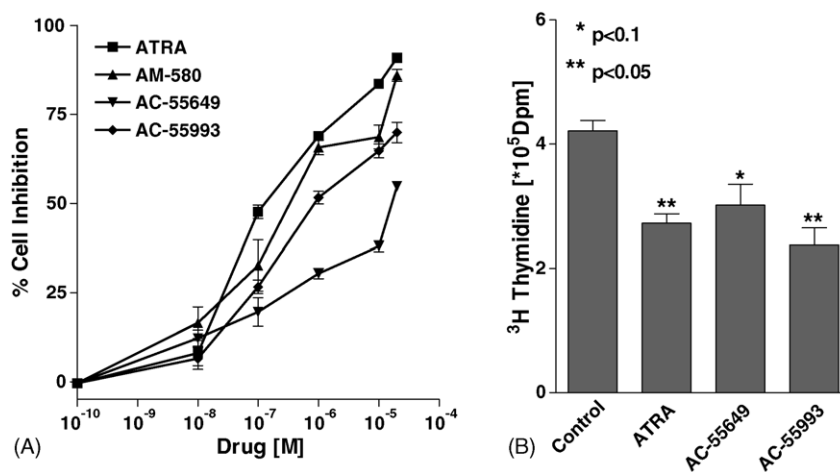 ATRA
AM-580
AC-55649
AC-55993
% Cell Inhibition
100
75
50
25
0
10-10
10-9
10-8
10-7
10-6
10-5
10-4
Drug [M]
(A)
* p<0.1
** p<0.05
3H Thymidine [*105Dpm]
6
4
2
0
**
*
**
Control
ATRA
AC-55649
AC-55993
(B)